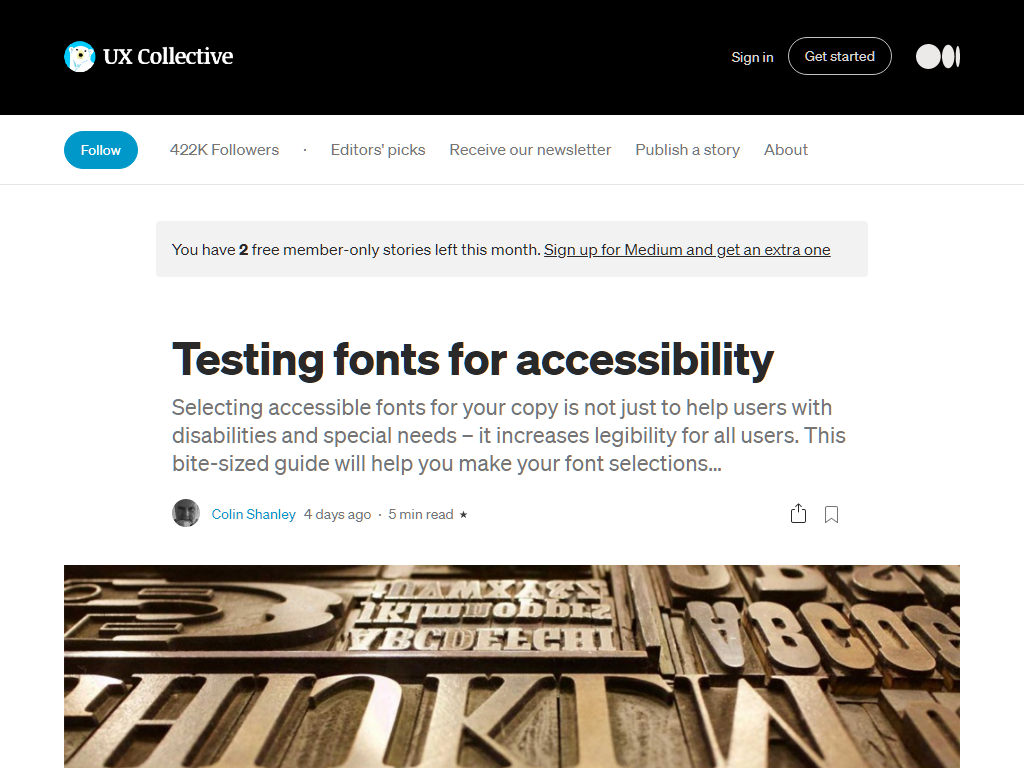 UX Collective
Sign in
Get started
Follow
422K Followers · Editors' picks Receive our newsletter Publish a story About
You have 2 free member-only stories left this month. Sign up for Medium and get an extra one
Testing fonts for accessibility
Selecting accessible fonts for your copy is not just to help users with
disabilities and special needs – it increases legibility for all users. This
bite-sized guide will help you make your font selections…
Colin Shanley 4 days ago · 5 min read ★